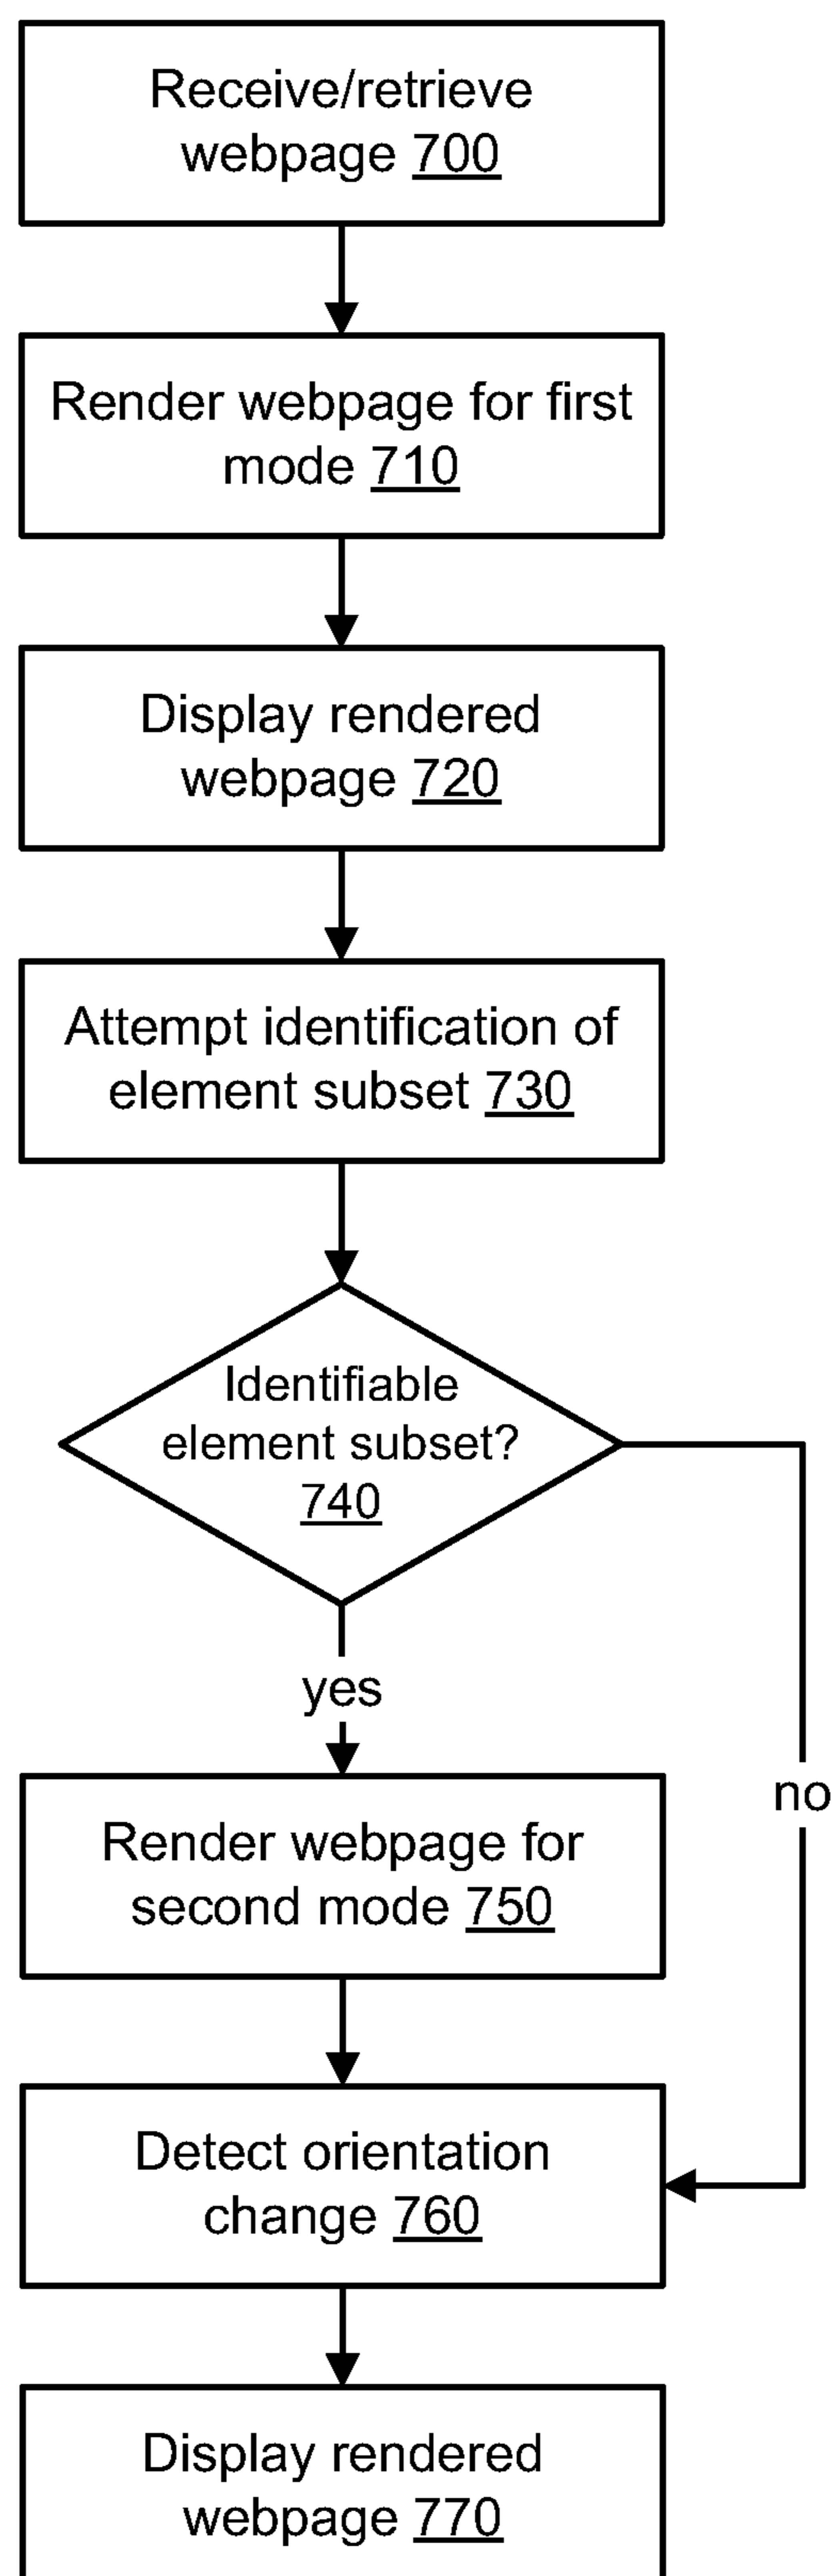 Receive/retrieve
webpage 700
Render webpage for first
mode 710
Display rendered
webpage 720
Attempt identification of
element subset 730
Identifiable
element subset?
740
yes
no
Render webpage for
second mode 750
Detect orientation
change 760
Display rendered
webpage 770